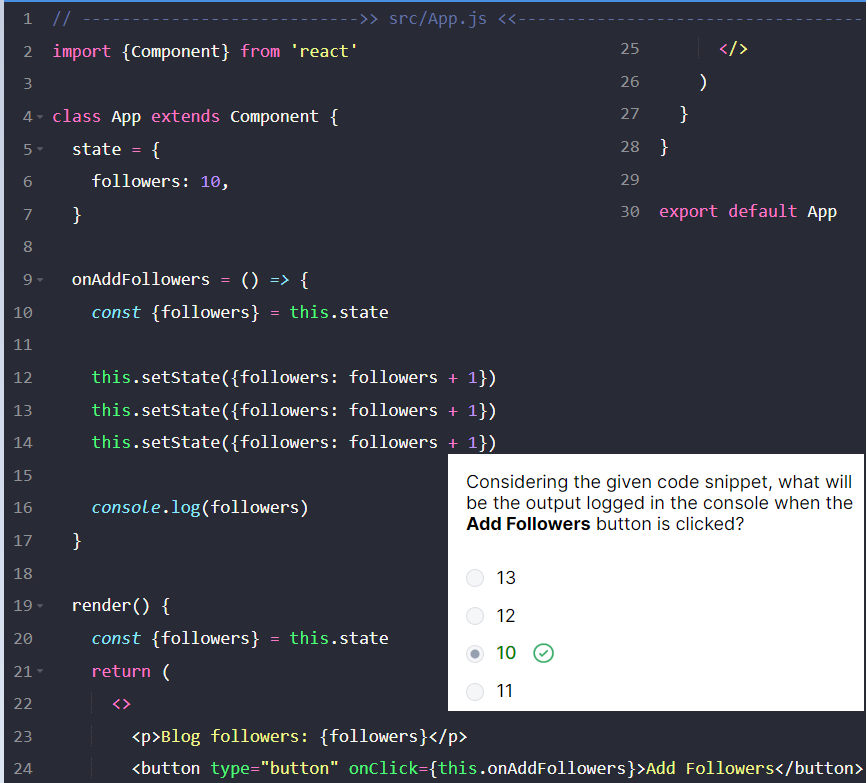 1 // ---------------------------->> src/App.js <<-----------------------------------
2 import {Component} from 'react'
3
4 class App extends Component {
5 state = {
6 followers: 10,
7 }
8
9 onAddFollowers = () => {
10 const {followers} = this.state
11
12 this.setState({followers: followers + 1})
13 this.setState({followers: followers + 1})
14 this.setState({followers: followers + 1})
15
16 console.log(followers)
17 }
18
19 render() {
20 const {followers} = this.state
21 return (
22 <>
23 <p>Blog followers: {followers}</p>
24 <button type="button" onClick={this.onAddFollowers}>Add Followers</button>
25 </>
26 )
27 }
28 }
29
30 export default App
Considering the given code snippet, what will
be the output logged in the console when the
Add Followers button is clicked?
13
12
10
11